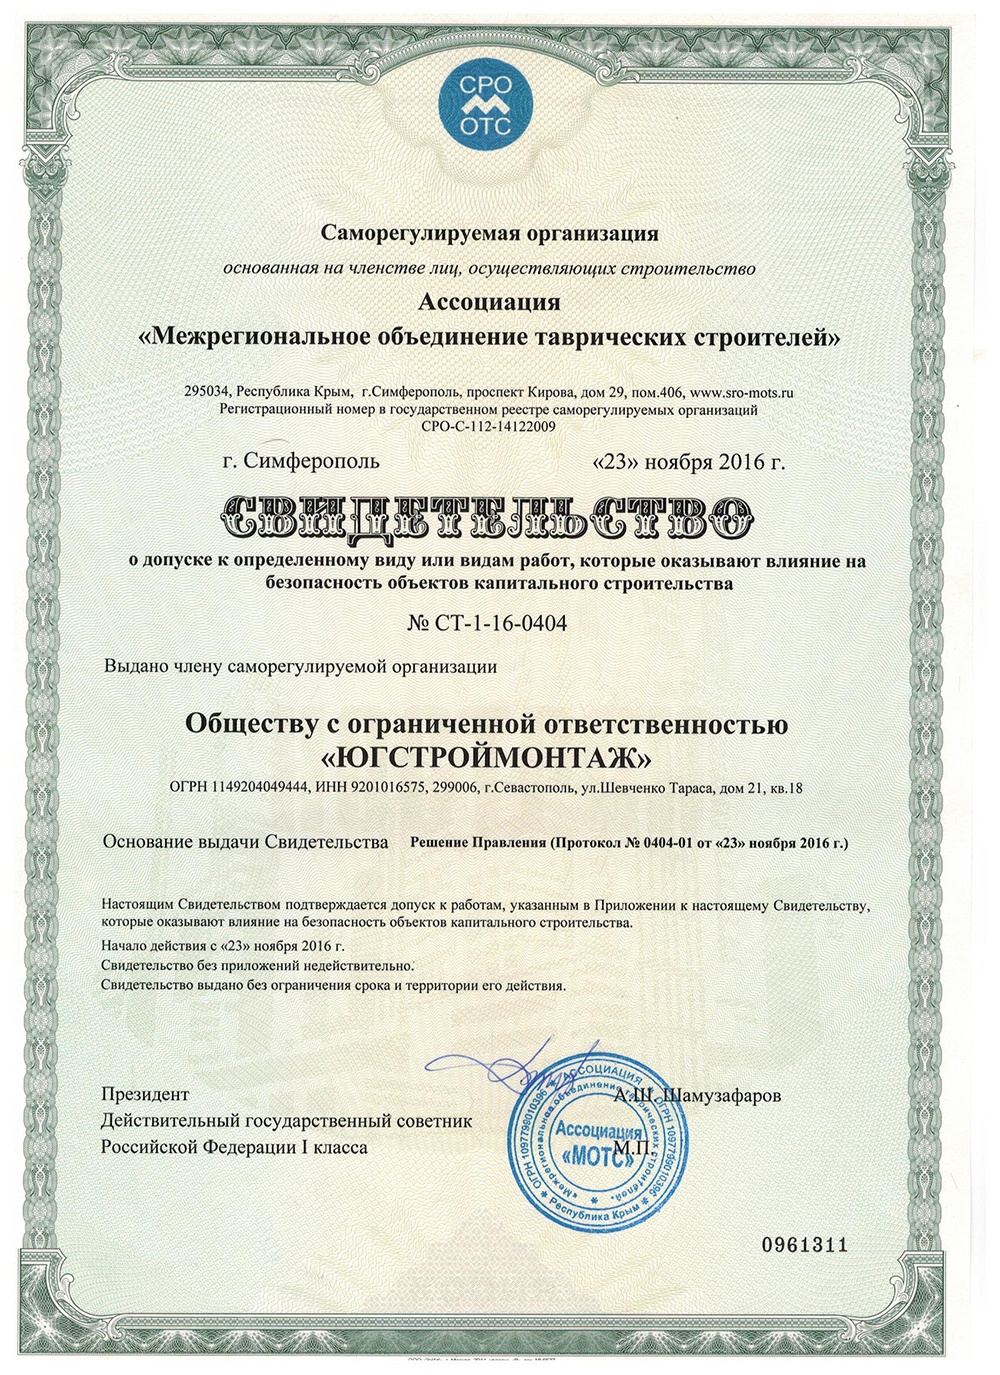 СРО
ОТС
Саморегулируемая организация
основанная на членстве лиц, осуществляющих строительство
Ассоциация
«Межрегиональное объединение таврических строителей»
295034, Республика Крым, г.Симферополь, проспект Кирова, дом 29, пом.406, www.sro-mots.ru
Регистрационный номер в государственном реестре саморегулируемых организаций
СРО-С-112-14122009
г. Симферополь «23» ноября 2016 г.
СВИДЕТЕЛЬСТВО
о допуске к определенному виду или видам работ, которые оказывают влияние на
безопасность объектов капитального строительства
№ СТ-1-16-0404
Выдано члену саморегулируемой организации
Обществу с ограниченной ответственностью
«ЮГСТРОЙМОНТАЖ»
ОГРН 1149204049444, ИНН 9201016575, 299006, г.Севастополь, ул.Шевченко Тараса, дом 21, кв.18
Основание выдачи Свидетельства Решение Правления (Протокол № 0404-01 от «23» ноября 2016 г.)
Настоящим Свидетельством подтверждается допуск к работам, указанным в Приложении к настоящему Свидетельству,
которые оказывают влияние на безопасность объектов капитального строительства.
Начало действия с «23» ноября 2016 г.
Свидетельство без приложений недействительно.
Свидетельство выдано без ограничения срока и территории его действия.
Президент А.Ш. Шамузафаров
Действительный государственный советник
Российской Федерации I класса М.П.
АССОЦИАЦИЯ * ОГРН 1097799010396 * Республика Крым * ОГРН 1097799010396 *
«Межрегиональное объединение таврических строителей» *
Ассоциация
«МОТС»
0961311